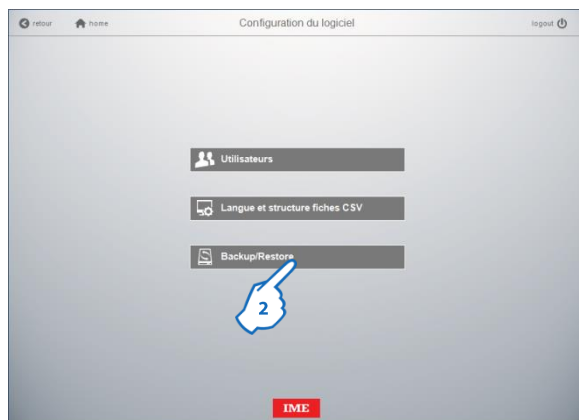 retour
home
Configuration du logiciel
logout
Utilisateurs
Langue et structure fiches CSV
Backup/Restore
2
IME